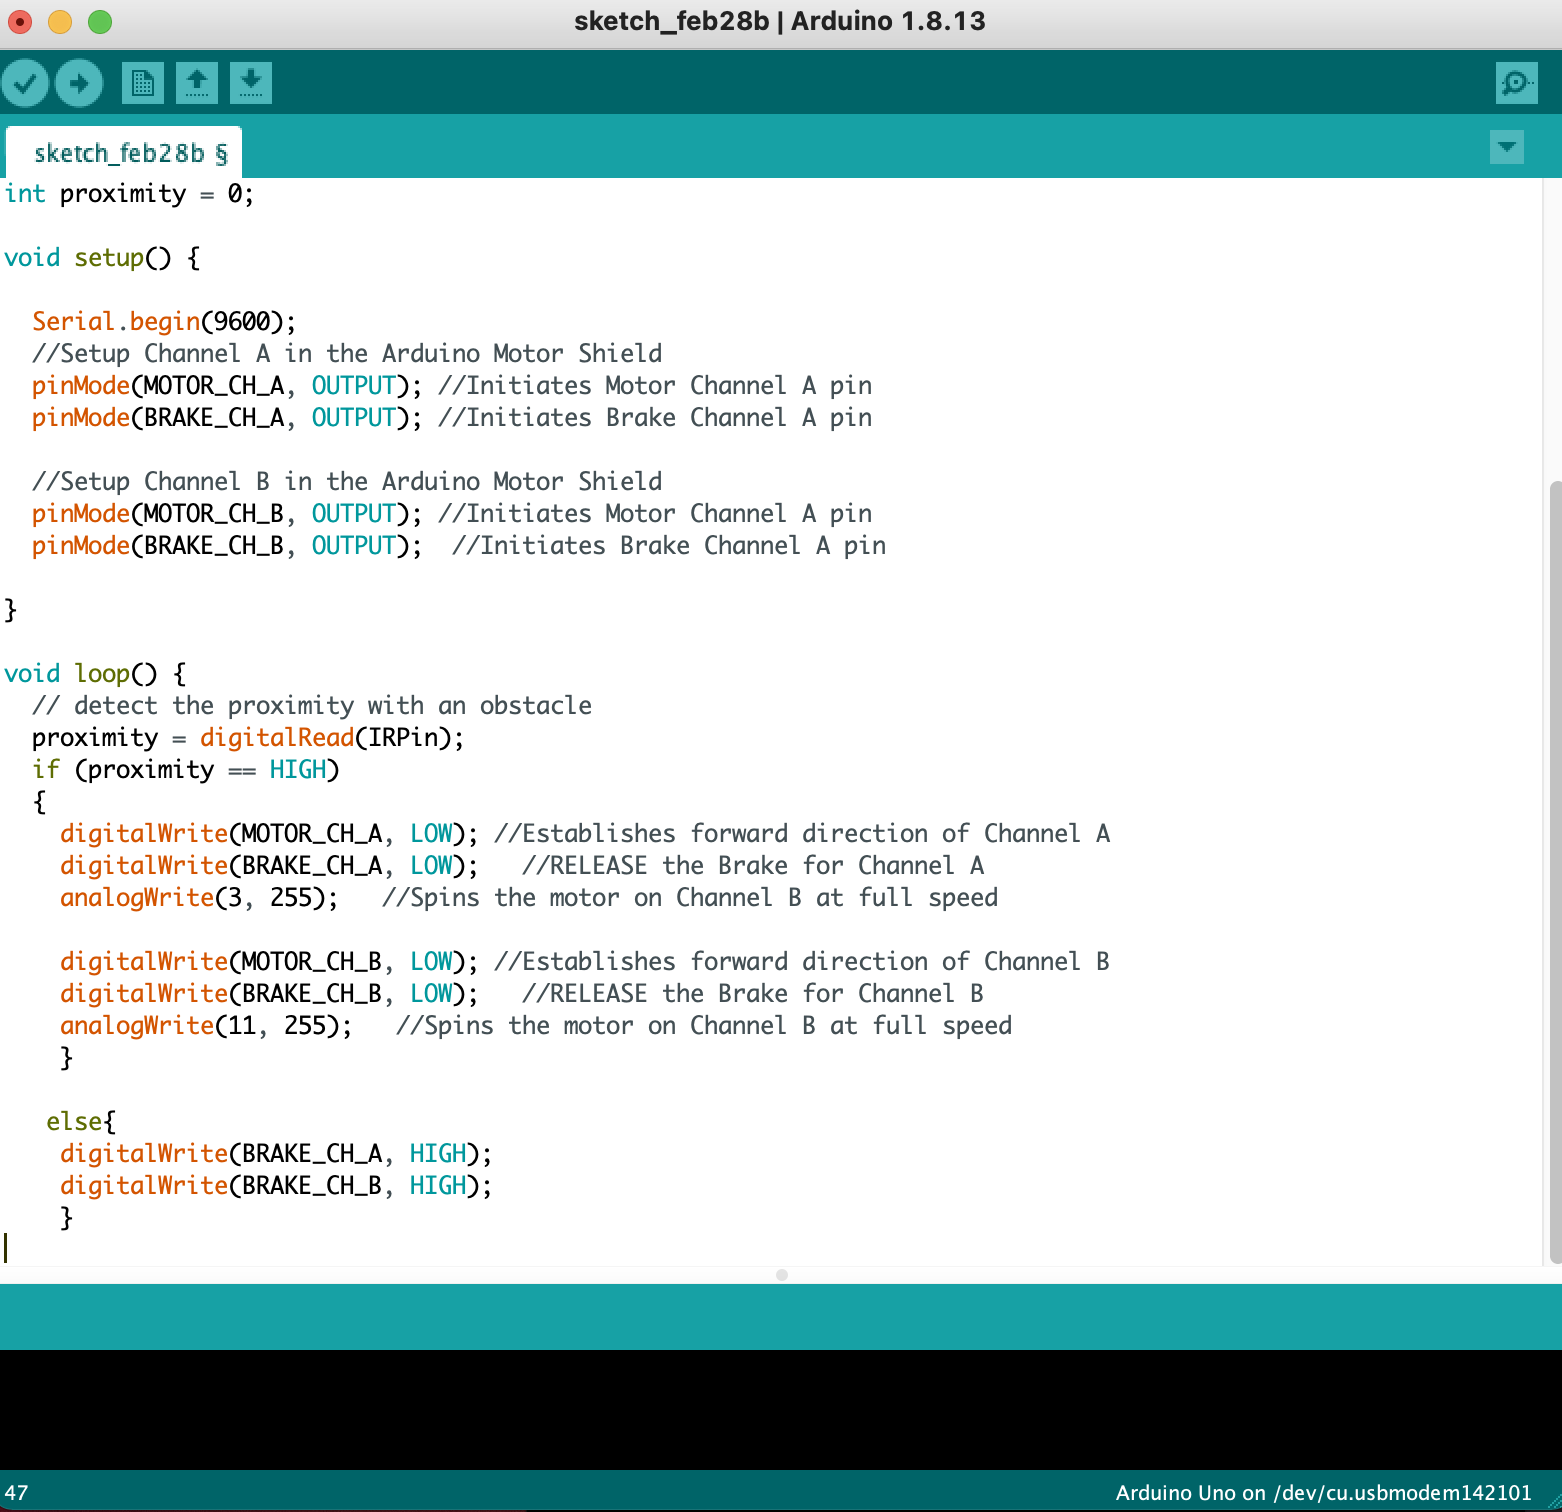 sketch_feb28b | Arduino 1.8.13
sketch_feb28b §
int proximity = 0;
void setup() {
  Serial.begin(9600);
  //Setup Channel A in the Arduino Motor Shield
  pinMode(MOTOR_CH_A, OUTPUT); //Initiates Motor Channel A pin
  pinMode(BRAKE_CH_A, OUTPUT); //Initiates Brake Channel A pin
  //Setup Channel B in the Arduino Motor Shield
  pinMode(MOTOR_CH_B, OUTPUT); //Initiates Motor Channel A pin
  pinMode(BRAKE_CH_B, OUTPUT);  //Initiates Brake Channel A pin
}
void loop() {
  // detect the proximity with an obstacle
  proximity = digitalRead(IRPin);
  if (proximity == HIGH)
  {
    digitalWrite(MOTOR_CH_A, LOW); //Establishes forward direction of Channel A
    digitalWrite(BRAKE_CH_A, LOW);   //RELEASE the Brake for Channel A
    analogWrite(3, 255);   //Spins the motor on Channel B at full speed
    digitalWrite(MOTOR_CH_B, LOW); //Establishes forward direction of Channel B
    digitalWrite(BRAKE_CH_B, LOW);   //RELEASE the Brake for Channel B
    analogWrite(11, 255);   //Spins the motor on Channel B at full speed
    }
   else{
    digitalWrite(BRAKE_CH_A, HIGH);
    digitalWrite(BRAKE_CH_B, HIGH);
    }
47
Arduino Uno on /dev/cu.usbmodem142101